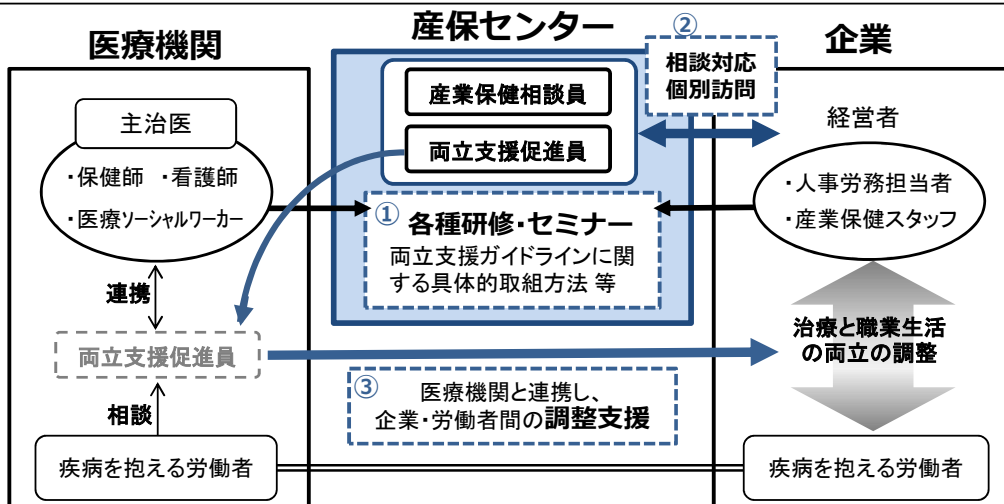 医療機関
産保センター
企業
主治医
・保健師 ・看護師
・医療ソーシャルワーカー
連携
両立支援促進員
相談
疾病を抱える労働者
産業保健相談員
両立支援促進員
① 各種研修・セミナー
両立支援ガイドラインに関
する具体的取組方法 等
②
相談対応
個別訪問
③
医療機関と連携し、
企業・労働者間の調整支援
経営者
・人事労務担当者
・産業保健スタッフ
治療と職業生活
の両立の調整
疾病を抱える労働者